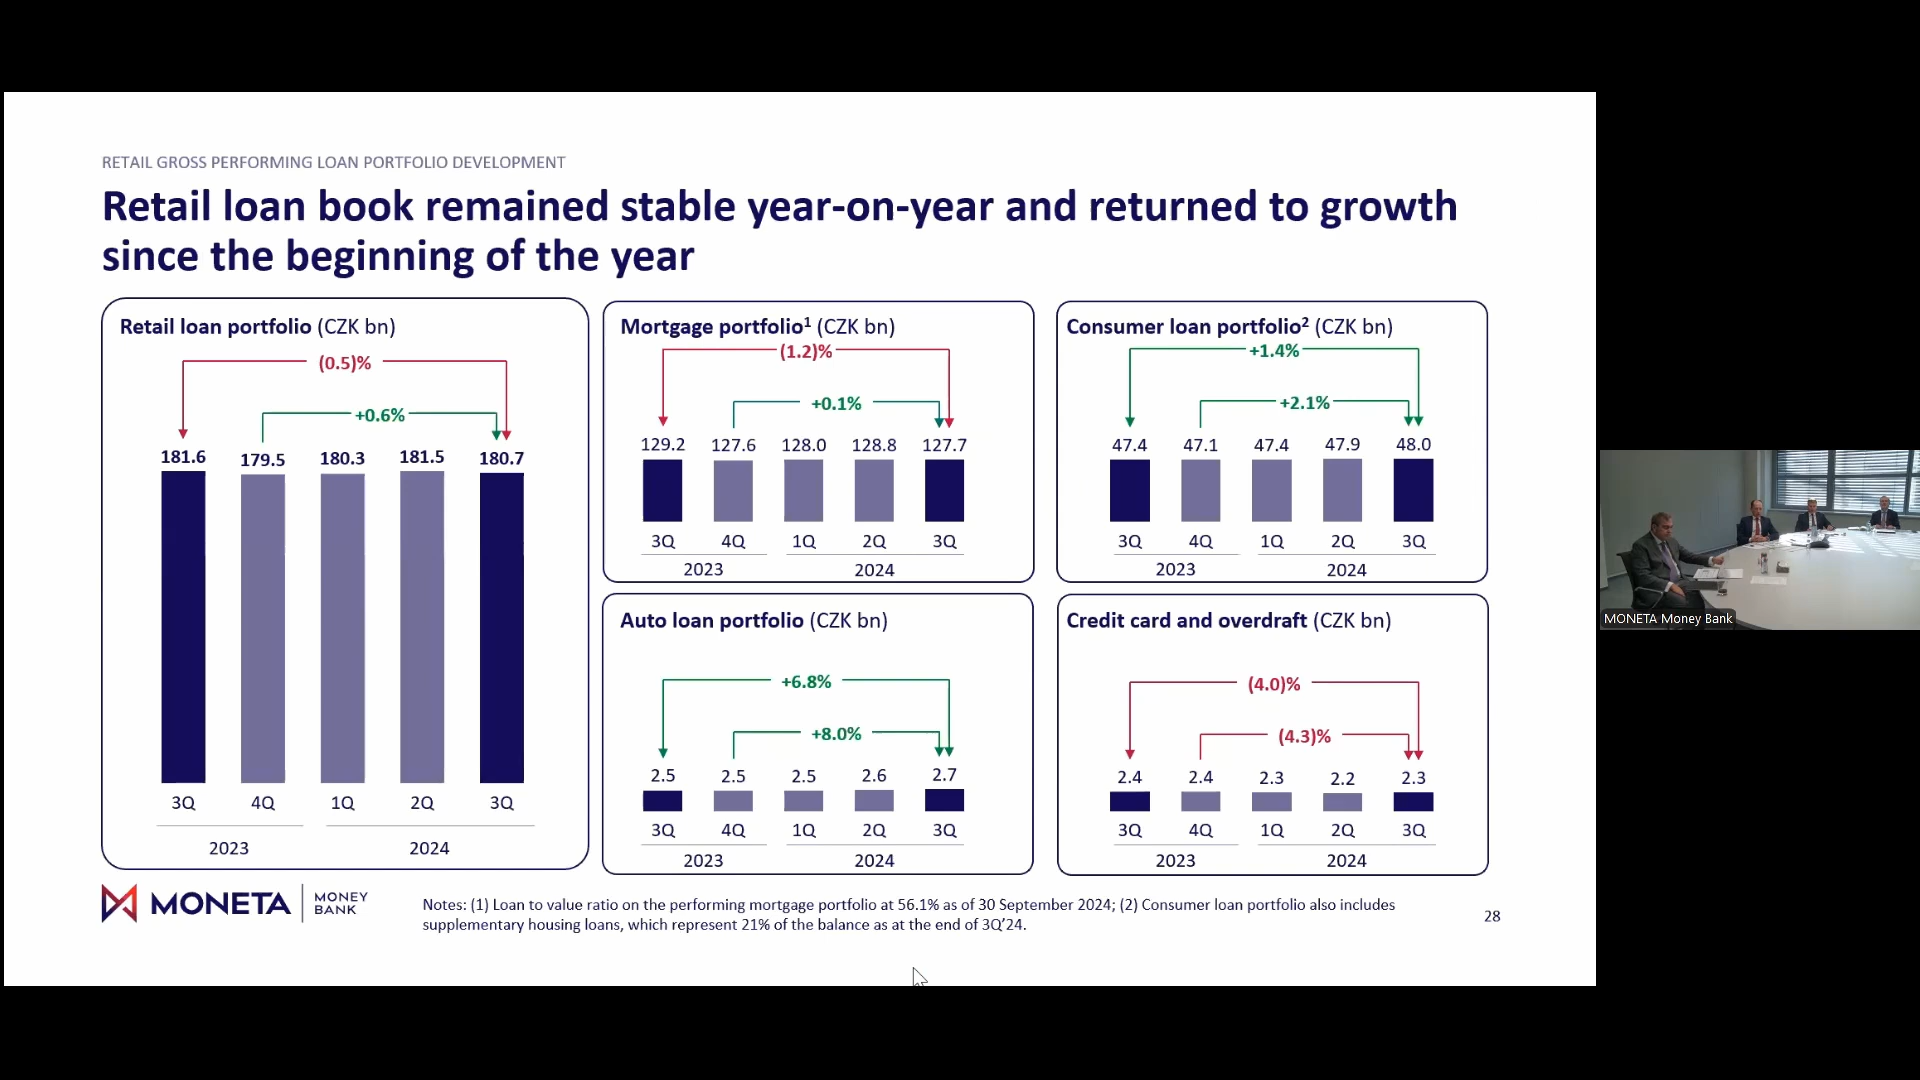 RETAIL GROSS PERFORMING LOAN PORTFOLIO DEVELOPMENT
Retail loan book remained stable year-on-year and returned to growth
since the beginning of the year
Retail loan portfolio (CZK bn)
(0.5)%
+0.6%
181.6 179.5 180.3 181.5 180.7
3Q 4Q 1Q 2Q 3Q
2023 2024
Mortgage portfolio¹ (CZK bn)
(1.2)%
+0.1%
129.2 127.6 128.0 128.8 127.7
3Q 4Q 1Q 2Q 3Q
2023 2024
Consumer loan portfolio² (CZK bn)
+1.4%
+2.1%
47.4 47.1 47.4 47.9 48.0
3Q 4Q 1Q 2Q 3Q
2023 2024
Auto loan portfolio (CZK bn)
+6.8%
+8.0%
2.5 2.5 2.5 2.6 2.7
3Q 4Q 1Q 2Q 3Q
2023 2024
Credit card and overdraft (CZK bn)
(4.0)%
(4.3)%
2.4 2.4 2.3 2.2 2.3
3Q 4Q 1Q 2Q 3Q
2023 2024
MONETA
MONEY
BANK
Notes: (1) Loan to value ratio on the performing mortgage portfolio at 56.1% as of 30 September 2024; (2) Consumer loan portfolio also includes
supplementary housing loans, which represent 21% of the balance as at the end of 3Q’24.
28
MONETA Money Bank